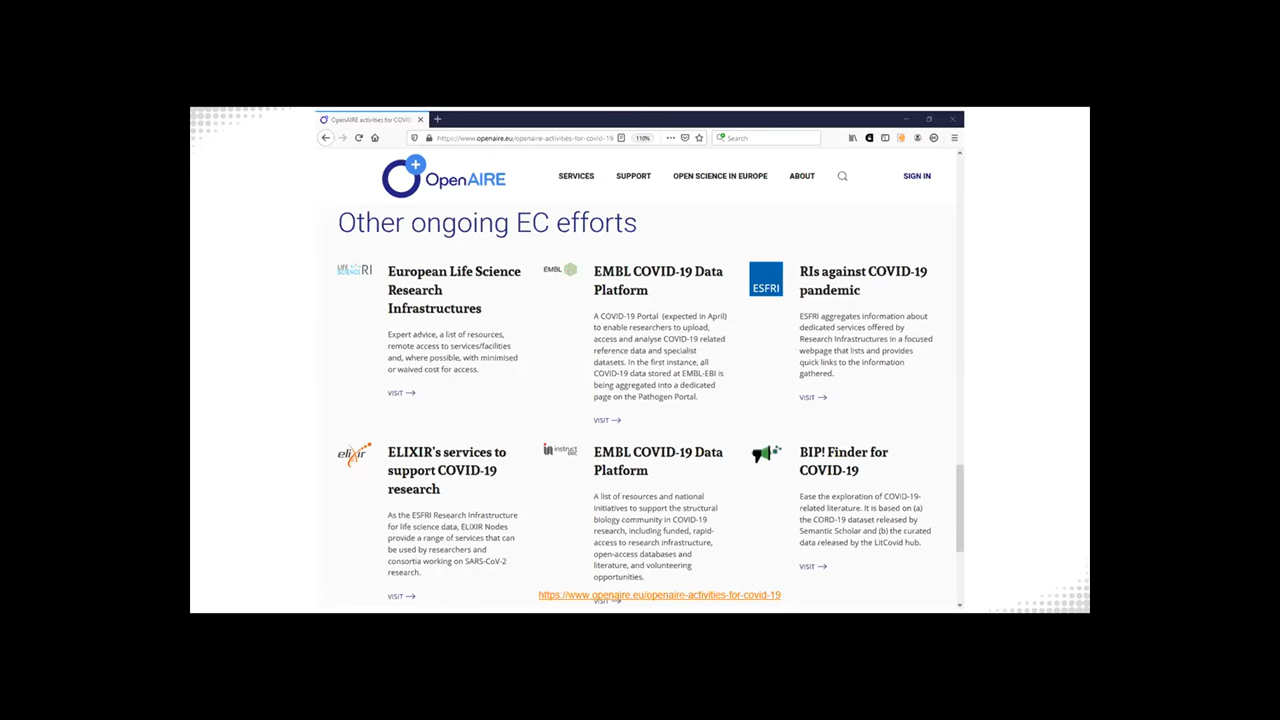 OpenAIRE activities for COVID
https://www.openaire.eu/openaire-activities-for-covid-19
110%
Search
OpenAIRE
SERVICES
SUPPORT
OPEN SCIENCE IN EUROPE
ABOUT
SIGN IN
Other ongoing EC efforts
LIFE SCIENCE RI
European Life Science
Research
Infrastructures
Expert advice, a list of resources,
remote access to services/facilities
and, where possible, with minimised
or waived cost for access.
VISIT
EMBL
EMBL COVID-19 Data
Platform
A COVID-19 Portal (expected in April)
to enable researchers to upload,
access and analyse COVID-19 related
reference data and specialist
datasets. In the first instance, all
COVID-19 data stored at EMBL-EBI is
being aggregated into a dedicated
page on the Pathogen Portal.
VISIT
ESFRI
RIs against COVID-19
pandemic
ESFRI aggregates information about
dedicated services offered by
Research Infrastructures in a focused
webpage that lists and provides
quick links to the information
gathered.
VISIT
elixir
ELIXIR's services to
support COVID-19
research
As the ESFRI Research Infrastructure
for life science data, ELIXIR Nodes
provide a range of services that can
be used by researchers and
consortia working on SARS-CoV-2
research.
VISIT
instruct
EMBL COVID-19 Data
Platform
A list of resources and national
initiatives to support the structural
biology community in COVID-19
research, including funded, rapid-
access to research infrastructure,
open-access databases and
literature, and volunteering
opportunities.
VISIT
BIP! Finder for
COVID-19
Ease the exploration of COVID-19-
related literature. It is based on (a)
the CORD-19 dataset released by
Semantic Scholar and (b) the curated
data released by the LitCovid hub.
VISIT
https://www.openaire.eu/openaire-activities-for-covid-19